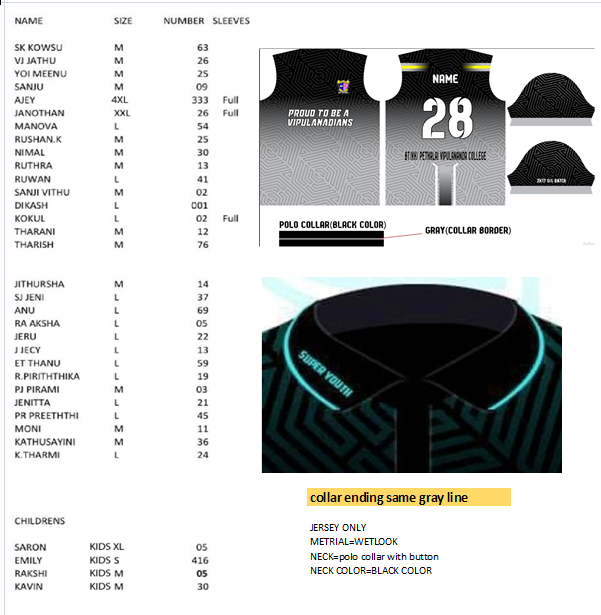 NAME SIZE NUMBER SLEEVES
SK KOWSU M 63
VJ JATHU M 26
YOI MEENU M 25
SANJU M 09
AJEY 4XL 333 Full
JANOTHAN XXL 26 Full
MANOVA L 54
RUSHAN.K M 25
NIMAL M 30
RUTHRA M 13
RUWAN L 41
SANJI VITHU M 02
DIKASH L 001
KOKUL L 02 Full
THARANI M 12
THARISH M 76
JITHURSHA M 14
SJ JENI L 37
ANU L 69
RA AKSHA L 05
JERU L 22
J JECY L 13
ET THANU L 59
R.PIRITHTHIKA L 19
PJ PIRAMI M 03
JENITTA L 21
PR PREETHTHI L 45
MONI M 11
KATHUSAYINI M 36
K.THARMI L 24
CHILDRENS
SARON KIDS XL 05
EMILY KIDS S 416
RAKSHI KIDS M 05
KAVIN KIDS M 30
PROUD TO BE A
VIPULANADIANS
NAME
28
BT/KK/ PETHALAI VIPULANANDA COLLEGE
2K17 O/L BATCH
POLO COLLAR(BLACK COLOR)
GRAY(COLLAR BORDER)
SUPER YOUTH
collar ending same gray line
JERSEY ONLY
METRIAL=WETLOOK
NECK=polo collar with button
NECK COLOR=BLACK COLOR